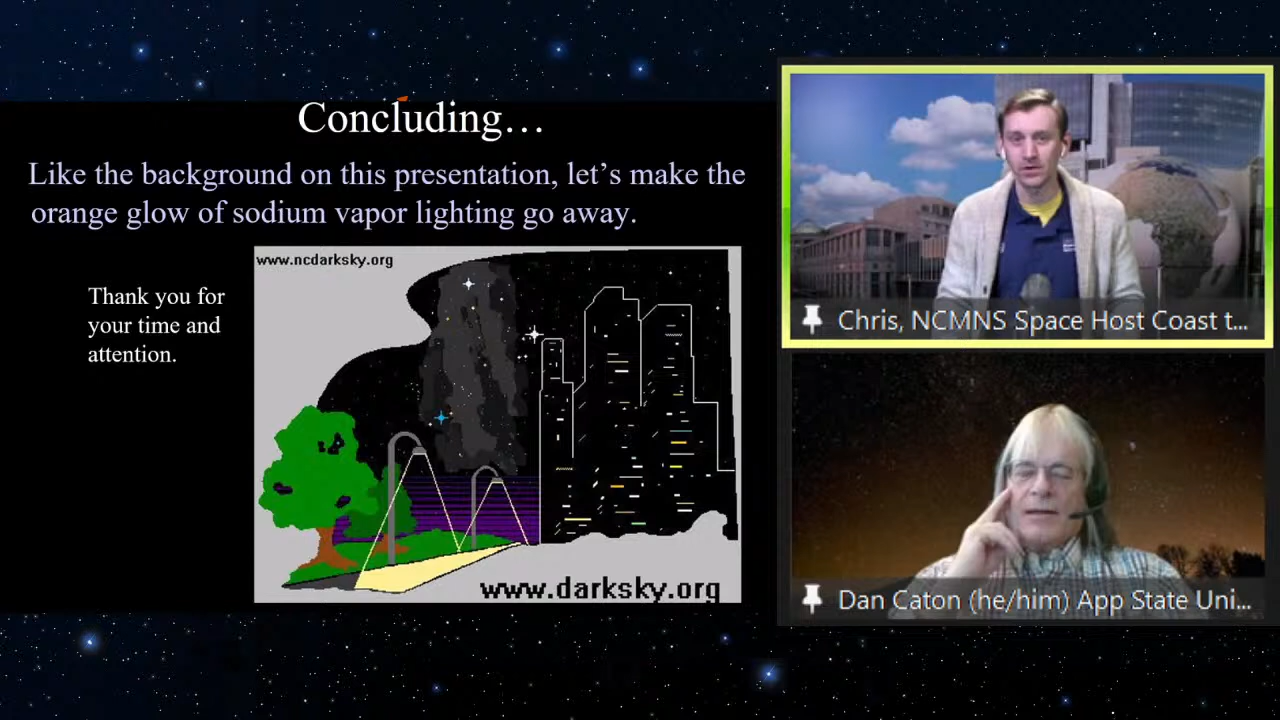 Concluding…
Like the background on this presentation, let’s make the
orange glow of sodium vapor lighting go away.
www.ncdarksky.org
Thank you for
your time and
attention.
www.darksky.org
Chris, NCMNS Space Host Coast t...
Dan Caton (he/him) App State Uni...